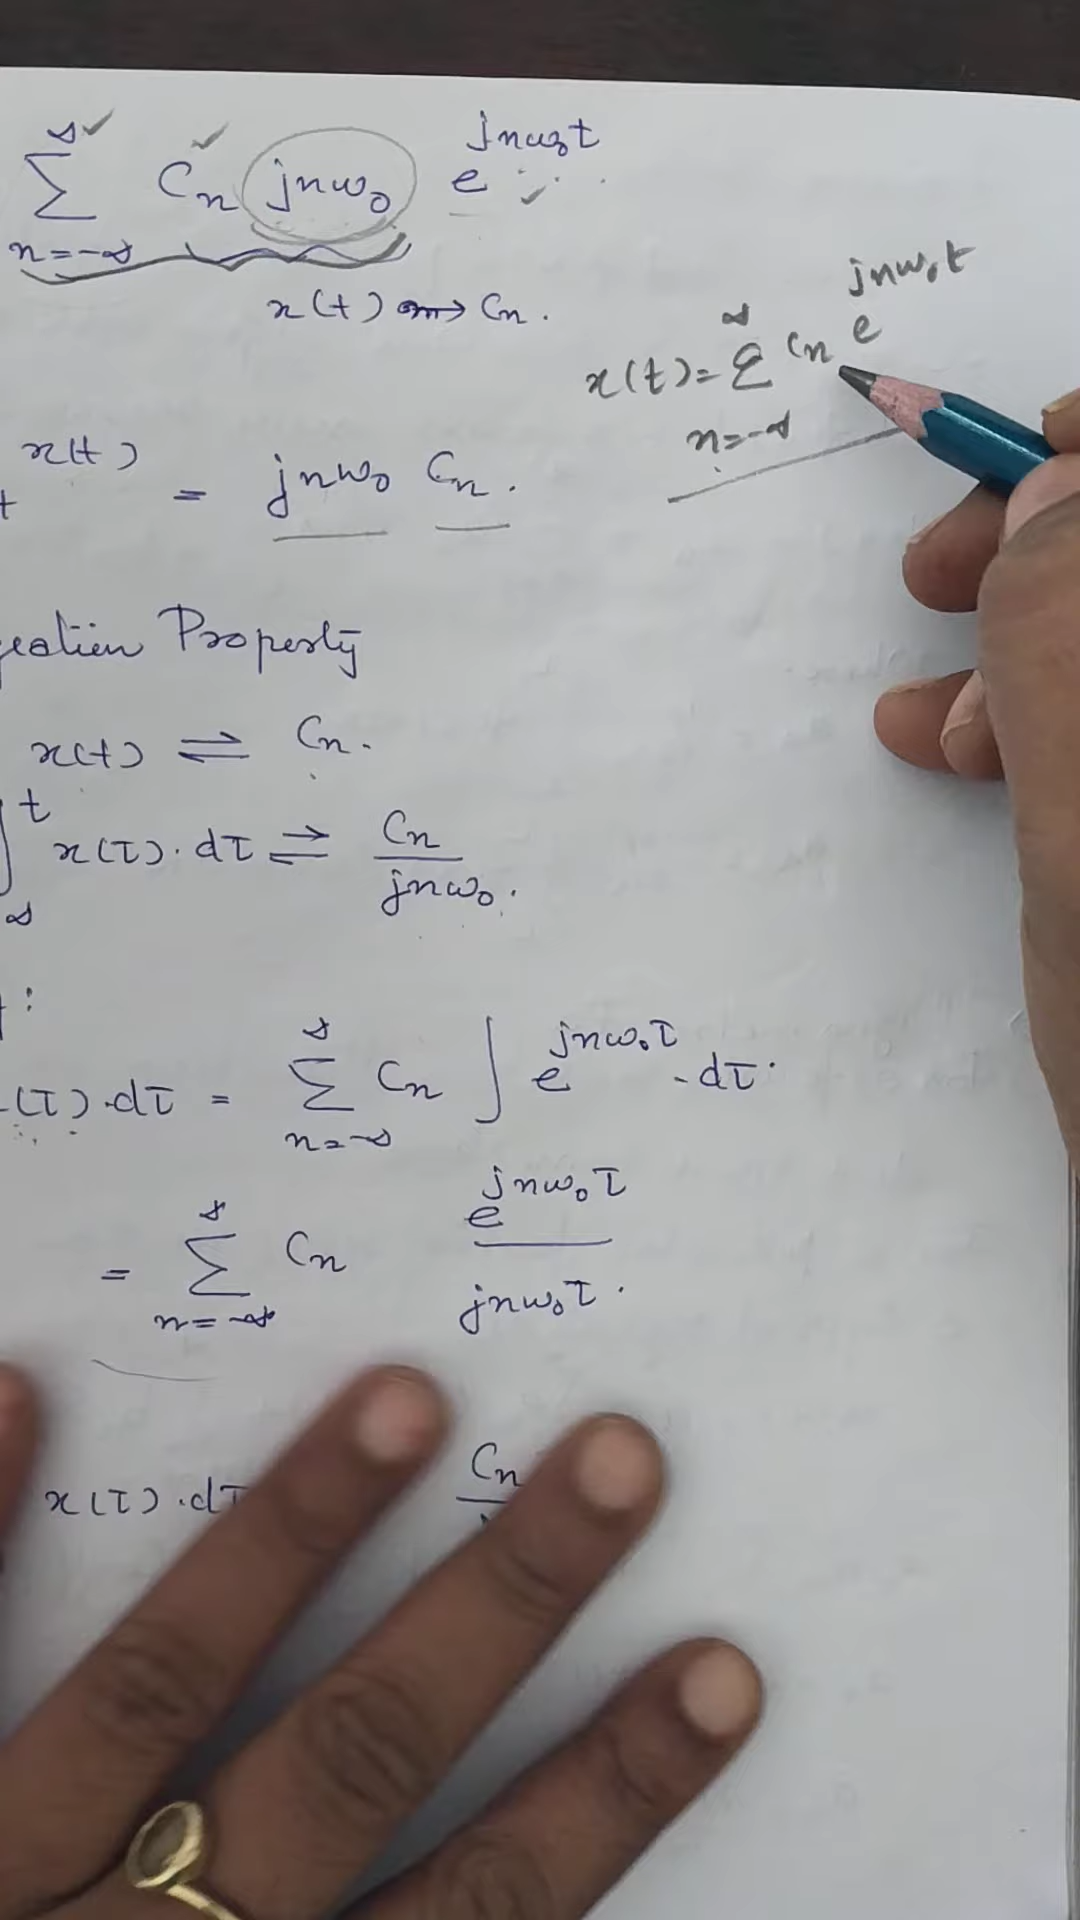 ∞
Σ Cn jnω0 e^jnω0t
n=-∞
x(t) ⟷ Cn.
x(t)= Σ Cn e^jnω0t
∞
n=-∞
x(t)
t = jnω0 Cn.
Property
x(t) ⇌ Cn.
∫ t
x(τ).dτ ⇌ Cn/jnω0.
∞
:
(τ).dτ = Σ Cn ∫ e^jnω0τ .dτ.
∞
n=-∞
= Σ Cn e^jnω0τ/jnω0τ.
∞
n=-∞
x(τ).dτ Cn